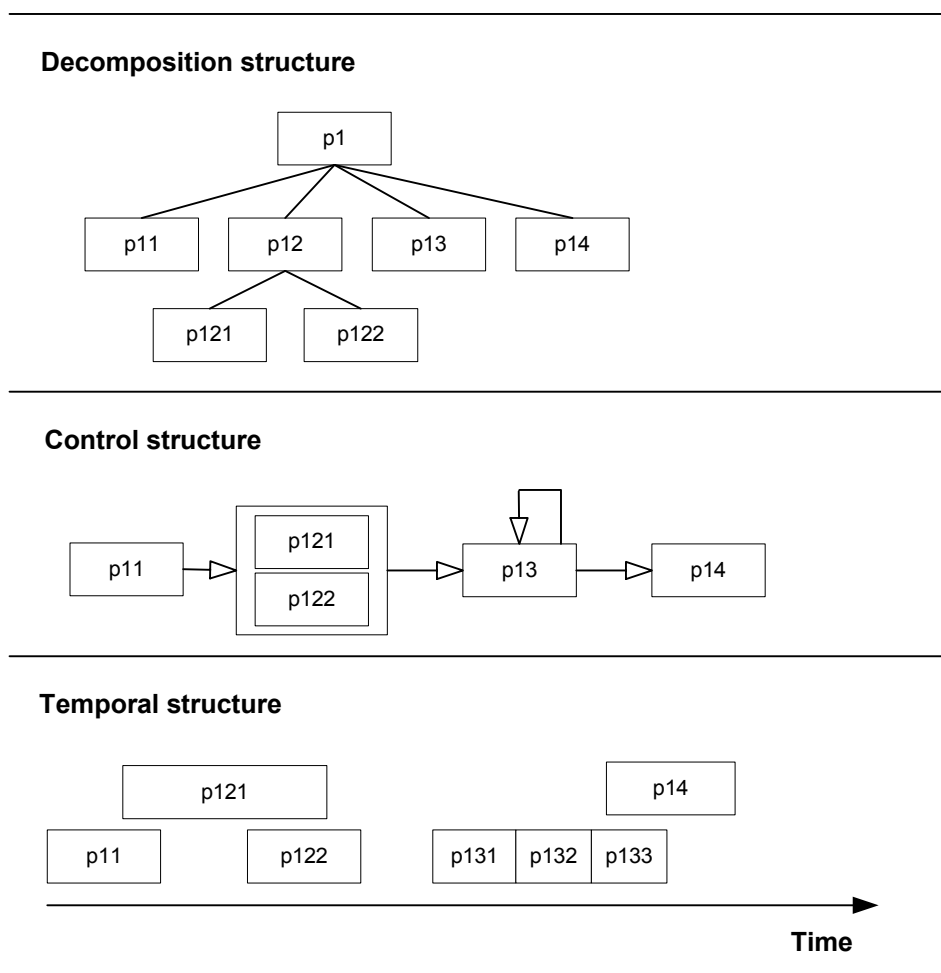 Decomposition structure
p1
p11 p12 p13 p14
p121 p122
Control structure
p121
p11 p13 p14
p122
Temporal structure
p14
p121
p11 p122 p131 p132 p133
Time